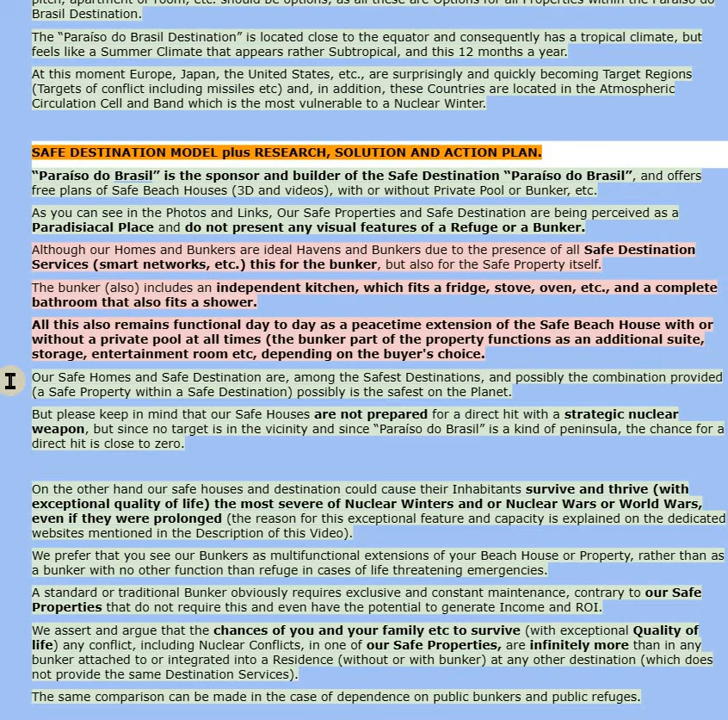 pitch, apartment or room, etc. should be options, as all these are Options for all Properties within the Paraíso do
Brasil Destination.
The “Paraíso do Brasil Destination” is located close to the equator and consequently has a tropical climate, but
feels like a Summer Climate that appears rather Subtropical, and this 12 months a year.
At this moment Europe, Japan, the United States, etc., are surprisingly and quickly becoming Target Regions
(Targets of conflict including missiles etc) and, in addition, these Countries are located in the Atmospheric
Circulation Cell and Band which is the most vulnerable to a Nuclear Winter.
SAFE DESTINATION MODEL plus RESEARCH, SOLUTION AND ACTION PLAN.
“Paraíso do Brasil” is the sponsor and builder of the Safe Destination “Paraíso do Brasil”, and offers
free plans of Safe Beach Houses (3D and videos), with or without Private Pool or Bunker, etc.
As you can see in the Photos and Links, Our Safe Properties and Safe Destination are being perceived as a
Paradisiacal Place and do not present any visual features of a Refuge or a Bunker.
Although our Homes and Bunkers are ideal Havens and Bunkers due to the presence of all Safe Destination
Services (smart networks, etc.) this for the bunker, but also for the Safe Property itself.
The bunker (also) includes an independent kitchen, which fits a fridge, stove, oven, etc., and a complete
bathroom that also fits a shower.
All this also remains functional day to day as a peacetime extension of the Safe Beach House with or
without a private pool at all times (the bunker part of the property functions as an additional suite,
storage, entertainment room etc, depending on the buyer's choice.
Our Safe Homes and Safe Destination are, among the Safest Destinations, and possibly the combination provided
(a Safe Property within a Safe Destination) possibly is the safest on the Planet.
But please keep in mind that our Safe Houses are not prepared for a direct hit with a strategic nuclear
weapon, but since no target is in the vicinity and since “Paraíso do Brasil” is a kind of peninsula, the chance for a
direct hit is close to zero.
On the other hand our safe houses and destination could cause their Inhabitants survive and thrive (with
exceptional quality of life) the most severe of Nuclear Winters and or Nuclear Wars or World Wars,
even if they were prolonged (the reason for this exceptional feature and capacity is explained on the dedicated
websites mentioned in the Description of this Video).
We prefer that you see our Bunkers as multifunctional extensions of your Beach House or Property, rather than as
a bunker with no other function than refuge in cases of life threatening emergencies.
A standard or traditional Bunker obviously requires exclusive and constant maintenance, contrary to our Safe
Properties that do not require this and even have the potential to generate Income and ROI.
We assert and argue that the chances of you and your family etc to survive (with exceptional Quality of
life) any conflict, including Nuclear Conflicts, in one of our Safe Properties, are infinitely more than in any
bunker attached to or integrated into a Residence (without or with bunker) at any other destination (which does
not provide the same Destination Services).
The same comparison can be made in the case of dependence on public bunkers and public refuges.